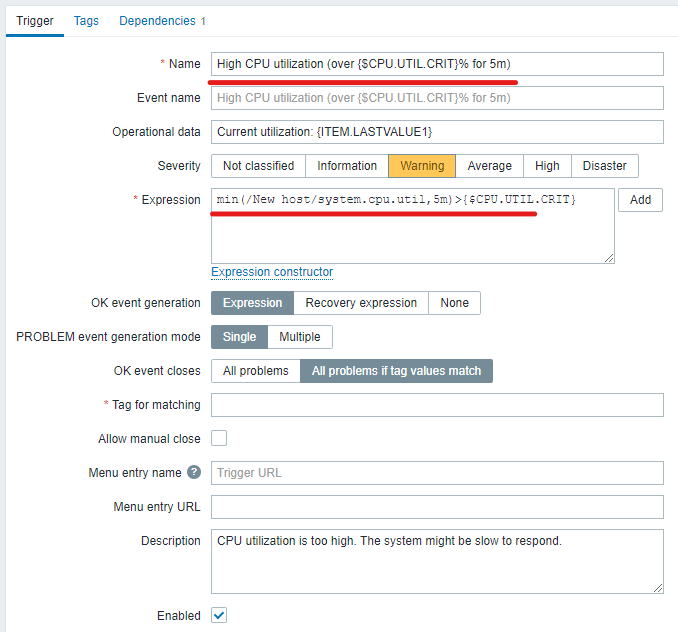 Trigger Tags Dependencies 1
* Name High CPU utilization (over {$CPU.UTIL.CRIT}% for 5m)
Event name High CPU utilization (over {$CPU.UTIL.CRIT}% for 5m)
Operational data Current utilization: {ITEM.LASTVALUE1}
Severity Not classified Information Warning Average High Disaster
* Expression min(/New host/system.cpu.util,5m)>{$CPU.UTIL.CRIT} Add
Expression constructor
OK event generation Expression Recovery expression None
PROBLEM event generation mode Single Multiple
OK event closes All problems All problems if tag values match
* Tag for matching
Allow manual close
Menu entry name ? Trigger URL
Menu entry URL
Description CPU utilization is too high. The system might be slow to respond.
Enabled